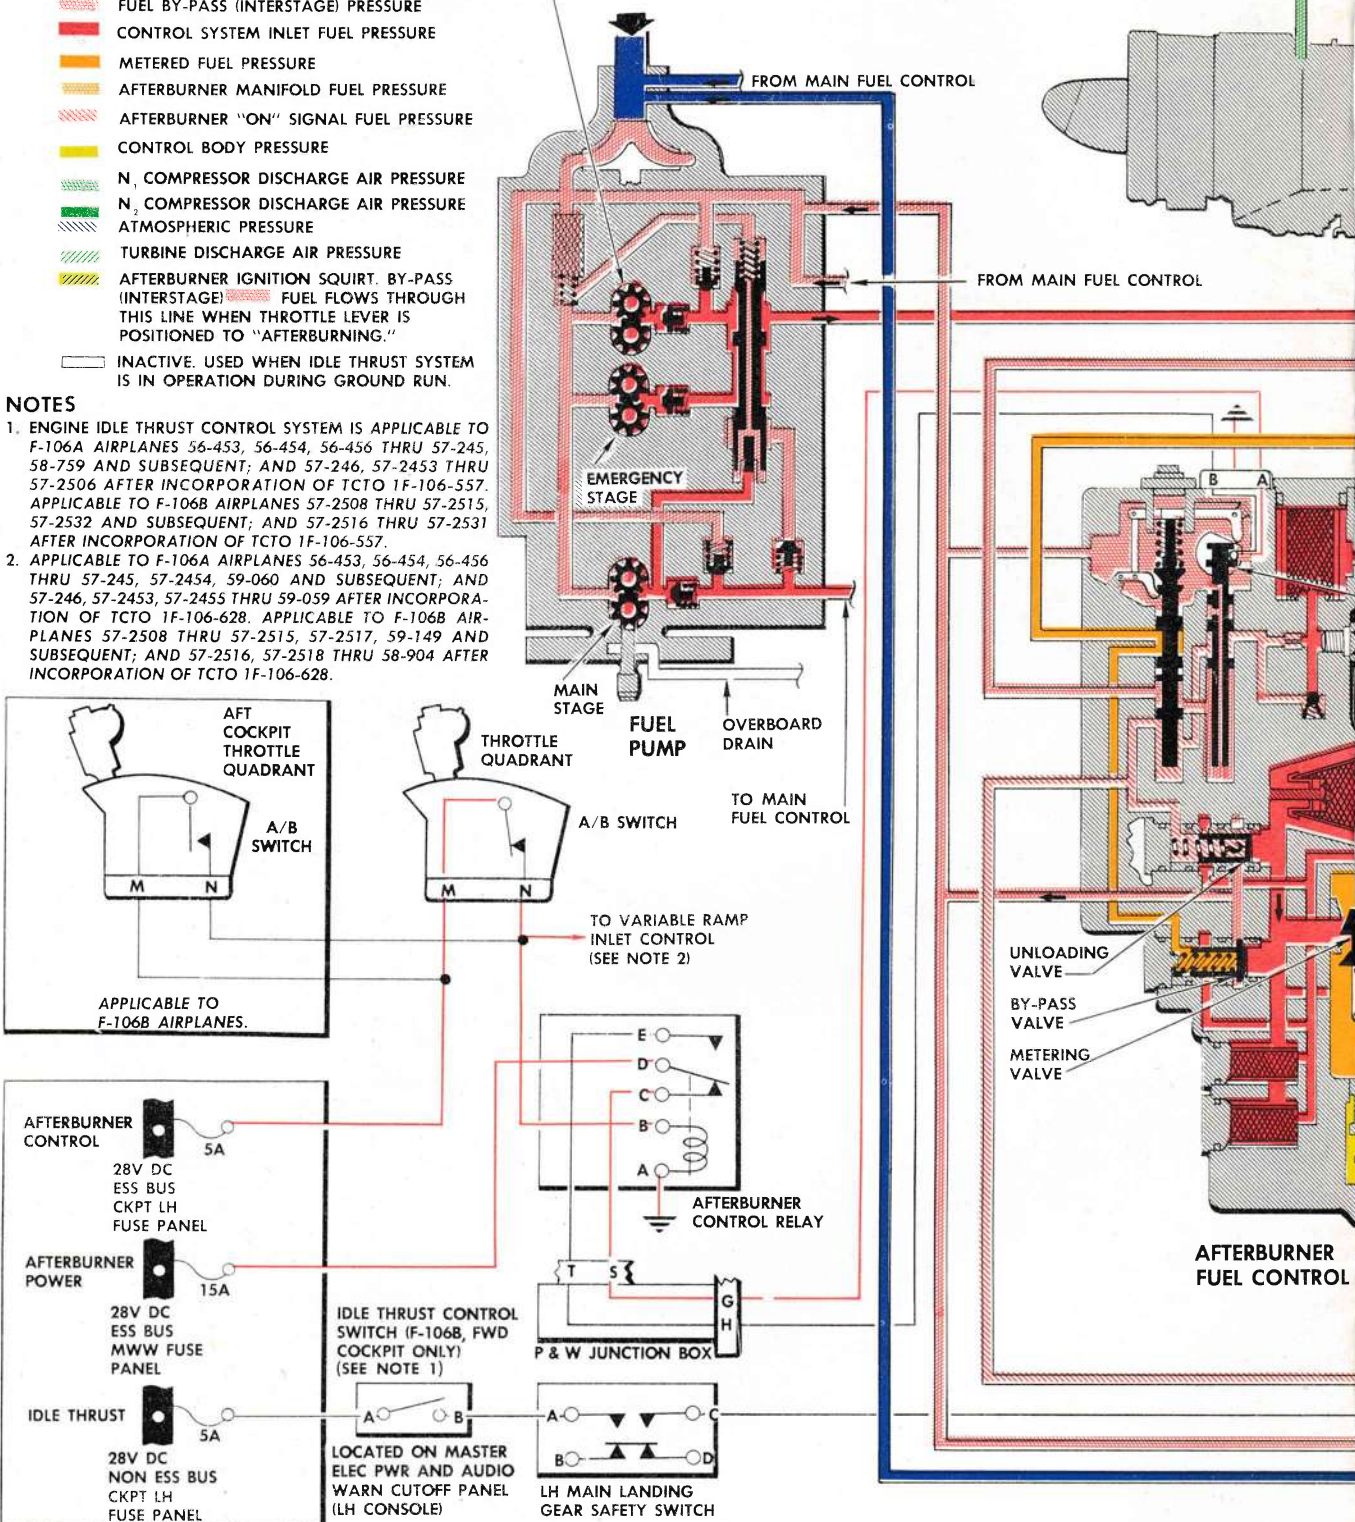 FUEL BY-PASS (INTERSTAGE) PRESSURE
CONTROL SYSTEM INLET FUEL PRESSURE
METERED FUEL PRESSURE
AFTERBURNER MANIFOLD FUEL PRESSURE
AFTERBURNER "ON" SIGNAL FUEL PRESSURE
CONTROL BODY PRESSURE
N1 COMPRESSOR DISCHARGE AIR PRESSURE
N2 COMPRESSOR DISCHARGE AIR PRESSURE
ATMOSPHERIC PRESSURE
TURBINE DISCHARGE AIR PRESSURE
AFTERBURNER IGNITION SQUIRT. BY-PASS
(INTERSTAGE) FUEL FLOWS THROUGH
THIS LINE WHEN THROTTLE LEVER IS
POSITIONED TO "AFTERBURNING."
INACTIVE. USED WHEN IDLE THRUST SYSTEM
IS IN OPERATION DURING GROUND RUN.
NOTES
1. ENGINE IDLE THRUST CONTROL SYSTEM IS APPLICABLE TO
F-106A AIRPLANES 56-453, 56-454, 56-456 THRU 57-245,
58-759 AND SUBSEQUENT; AND 57-246, 57-2453 THRU
57-2506 AFTER INCORPORATION OF TCTO 1F-106-557.
APPLICABLE TO F-106B AIRPLANES 57-2508 THRU 57-2515,
57-2532 AND SUBSEQUENT; AND 57-2516 THRU 57-2531
AFTER INCORPORATION OF TCTO 1F-106-557.
2. APPLICABLE TO F-106A AIRPLANES 56-453, 56-454, 56-456
THRU 57-245, 57-2454, 59-060 AND SUBSEQUENT; AND
57-246, 57-2453, 57-2455 THRU 59-059 AFTER INCORPORA-
TION OF TCTO 1F-106-628. APPLICABLE TO F-106B AIR-
PLANES 57-2508 THRU 57-2515, 57-2517, 59-149 AND
SUBSEQUENT; AND 57-2516, 57-2518 THRU 58-904 AFTER
INCORPORATION OF TCTO 1F-106-628.
FROM MAIN FUEL CONTROL
FROM MAIN FUEL CONTROL
EMERGENCY
STAGE
MAIN
STAGE
FUEL
PUMP
OVERBOARD
DRAIN
TO MAIN
FUEL CONTROL
B
A
AFT
COCKPIT
THROTTLE
QUADRANT
A/B
SWITCH
M
N
APPLICABLE TO
F-106B AIRPLANES.
THROTTLE
QUADRANT
A/B SWITCH
M
N
TO VARIABLE RAMP
INLET CONTROL
(SEE NOTE 2)
UNLOADING
VALVE
BY-PASS
VALVE
METERING
VALVE
AFTERBURNER
FUEL CONTROL
E
D
C
B
A
AFTERBURNER
CONTROL RELAY
T
S
G
H
P & W JUNCTION BOX
AFTERBURNER
CONTROL
5A
28V DC
ESS BUS
CKPT LH
FUSE PANEL
AFTERBURNER
POWER
15A
28V DC
ESS BUS
MWW FUSE
PANEL
IDLE THRUST
5A
28V DC
NON ESS BUS
CKPT LH
FUSE PANEL
IDLE THRUST CONTROL
SWITCH (F-106B, FWD
COCKPIT ONLY)
(SEE NOTE 1)
A
B
LOCATED ON MASTER
ELEC PWR AND AUDIO
WARN CUTOFF PANEL
(LH CONSOLE)
A
C
B
D
LH MAIN LANDING
GEAR SAFETY SWITCH